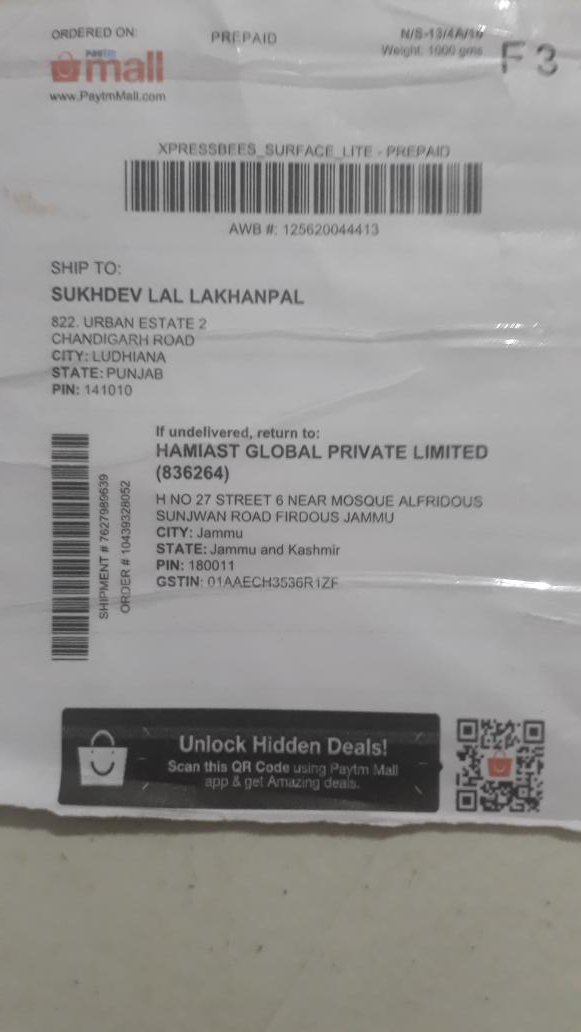 ORDERED ON:
PREPAID
N/S-13/4A/16
Weight: 1000 gms
F3
paytm
mall
www.PaytmMall.com
XPRESSBEES_SURFACE_LITE - PREPAID
AWB #: 125620044413
SHIP TO:
SUKHDEV LAL LAKHANPAL
822. URBAN ESTATE 2
CHANDIGARH ROAD
CITY: LUDHIANA
STATE: PUNJAB
PIN: 141010
If undelivered, return to:
HAMIAST GLOBAL PRIVATE LIMITED
(836264)
H NO 27 STREET 6 NEAR MOSQUE ALFRIDOUS
SUNJWAN ROAD FIRDOUS JAMMU
CITY: Jammu
STATE: Jammu and Kashmir
PIN: 180011
GSTIN: 01AAECH3536R1ZF
SHIPMENT # 7627989639
ORDER # 10439328052
Unlock Hidden Deals!
Scan this QR Code using Paytm Mall
app & get Amazing deals.